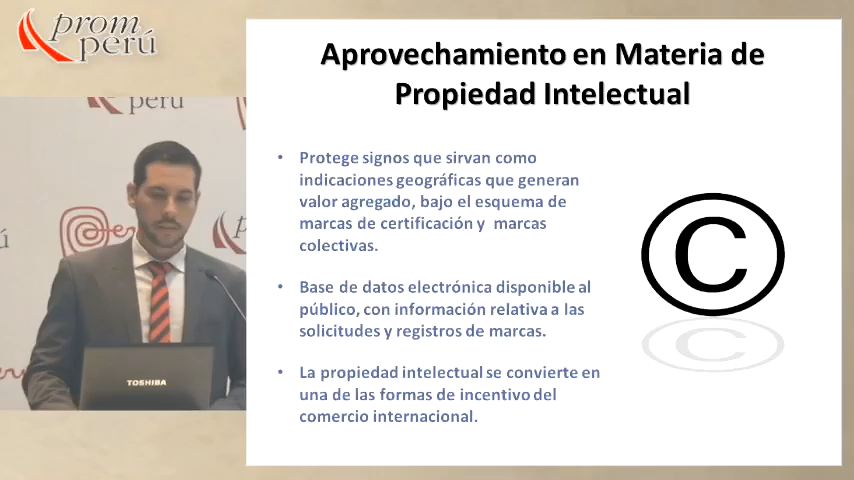 prom
perú
Aprovechamiento en Materia de
Propiedad Intelectual
perú
• Protege signos que sirvan como
indicaciones geográficas que generan
valor agregado, bajo el esquema de
marcas de certificación y marcas
colectivas.
• Base de datos electrónica disponible al
público, con información relativa a las
solicitudes y registros de marcas.
• La propiedad intelectual se convierte en
una de las formas de incentivo del
comercio internacional.
©
TOSHIBA